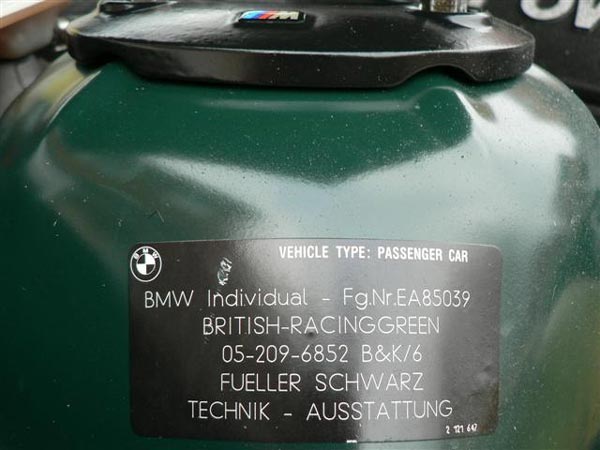 M
BMW
VEHICLE TYPE: PASSENGER CAR
BMW Individual - Fg.Nr.EA85039
BRITISH-RACINGGREEN
05-209-6852 B&K/6
FUELLER SCHWARZ
TECHNIK - AUSSTATTUNG
2 121 647